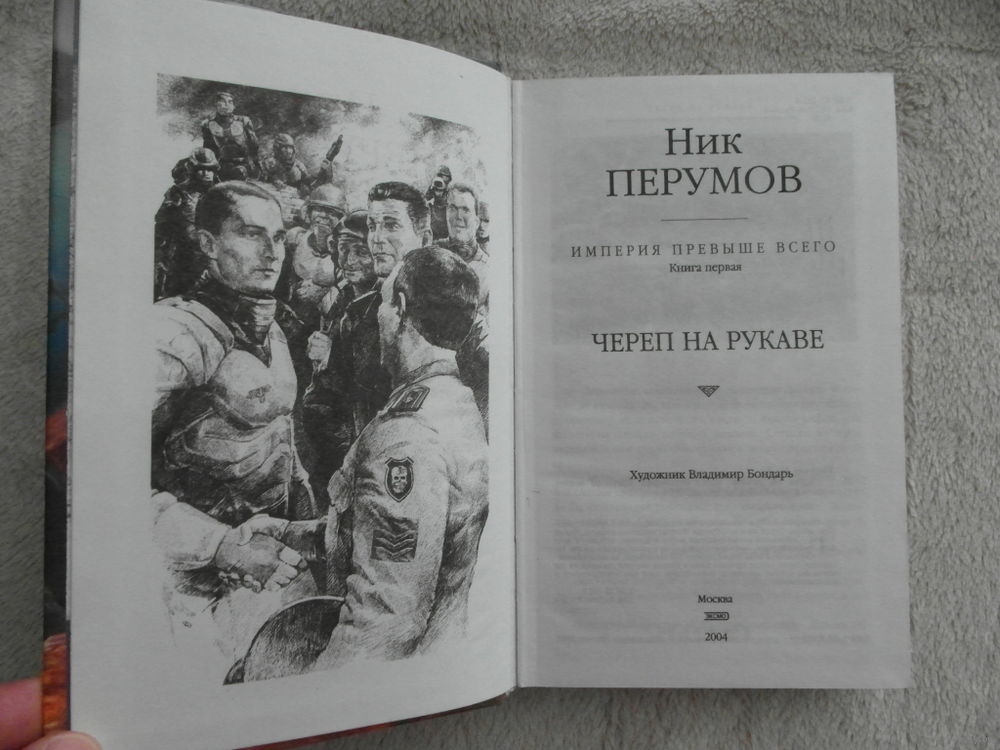 Ник
ПЕРУМОВ
ИМПЕРИЯ ПРЕВЫШЕ ВСЕГО
Книга первая
ЧЕРЕП НА РУКАВЕ
Художник Владимир Бондарь
Москва
ЭКСМО
2004